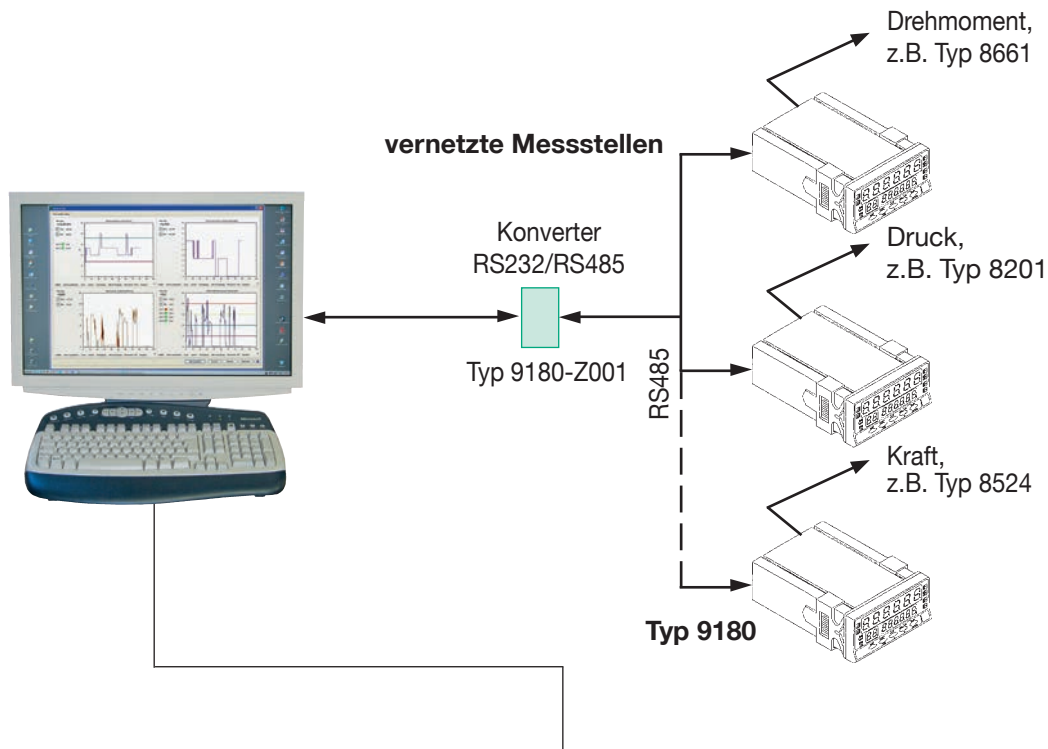 Drehmoment,
z.B. Typ 8661
vernetzte Messstellen
Konverter
RS232/RS485
Druck,
z.B. Typ 8201
Typ 9180-Z001
RS485
Kraft,
z.B. Typ 8524
Typ 9180